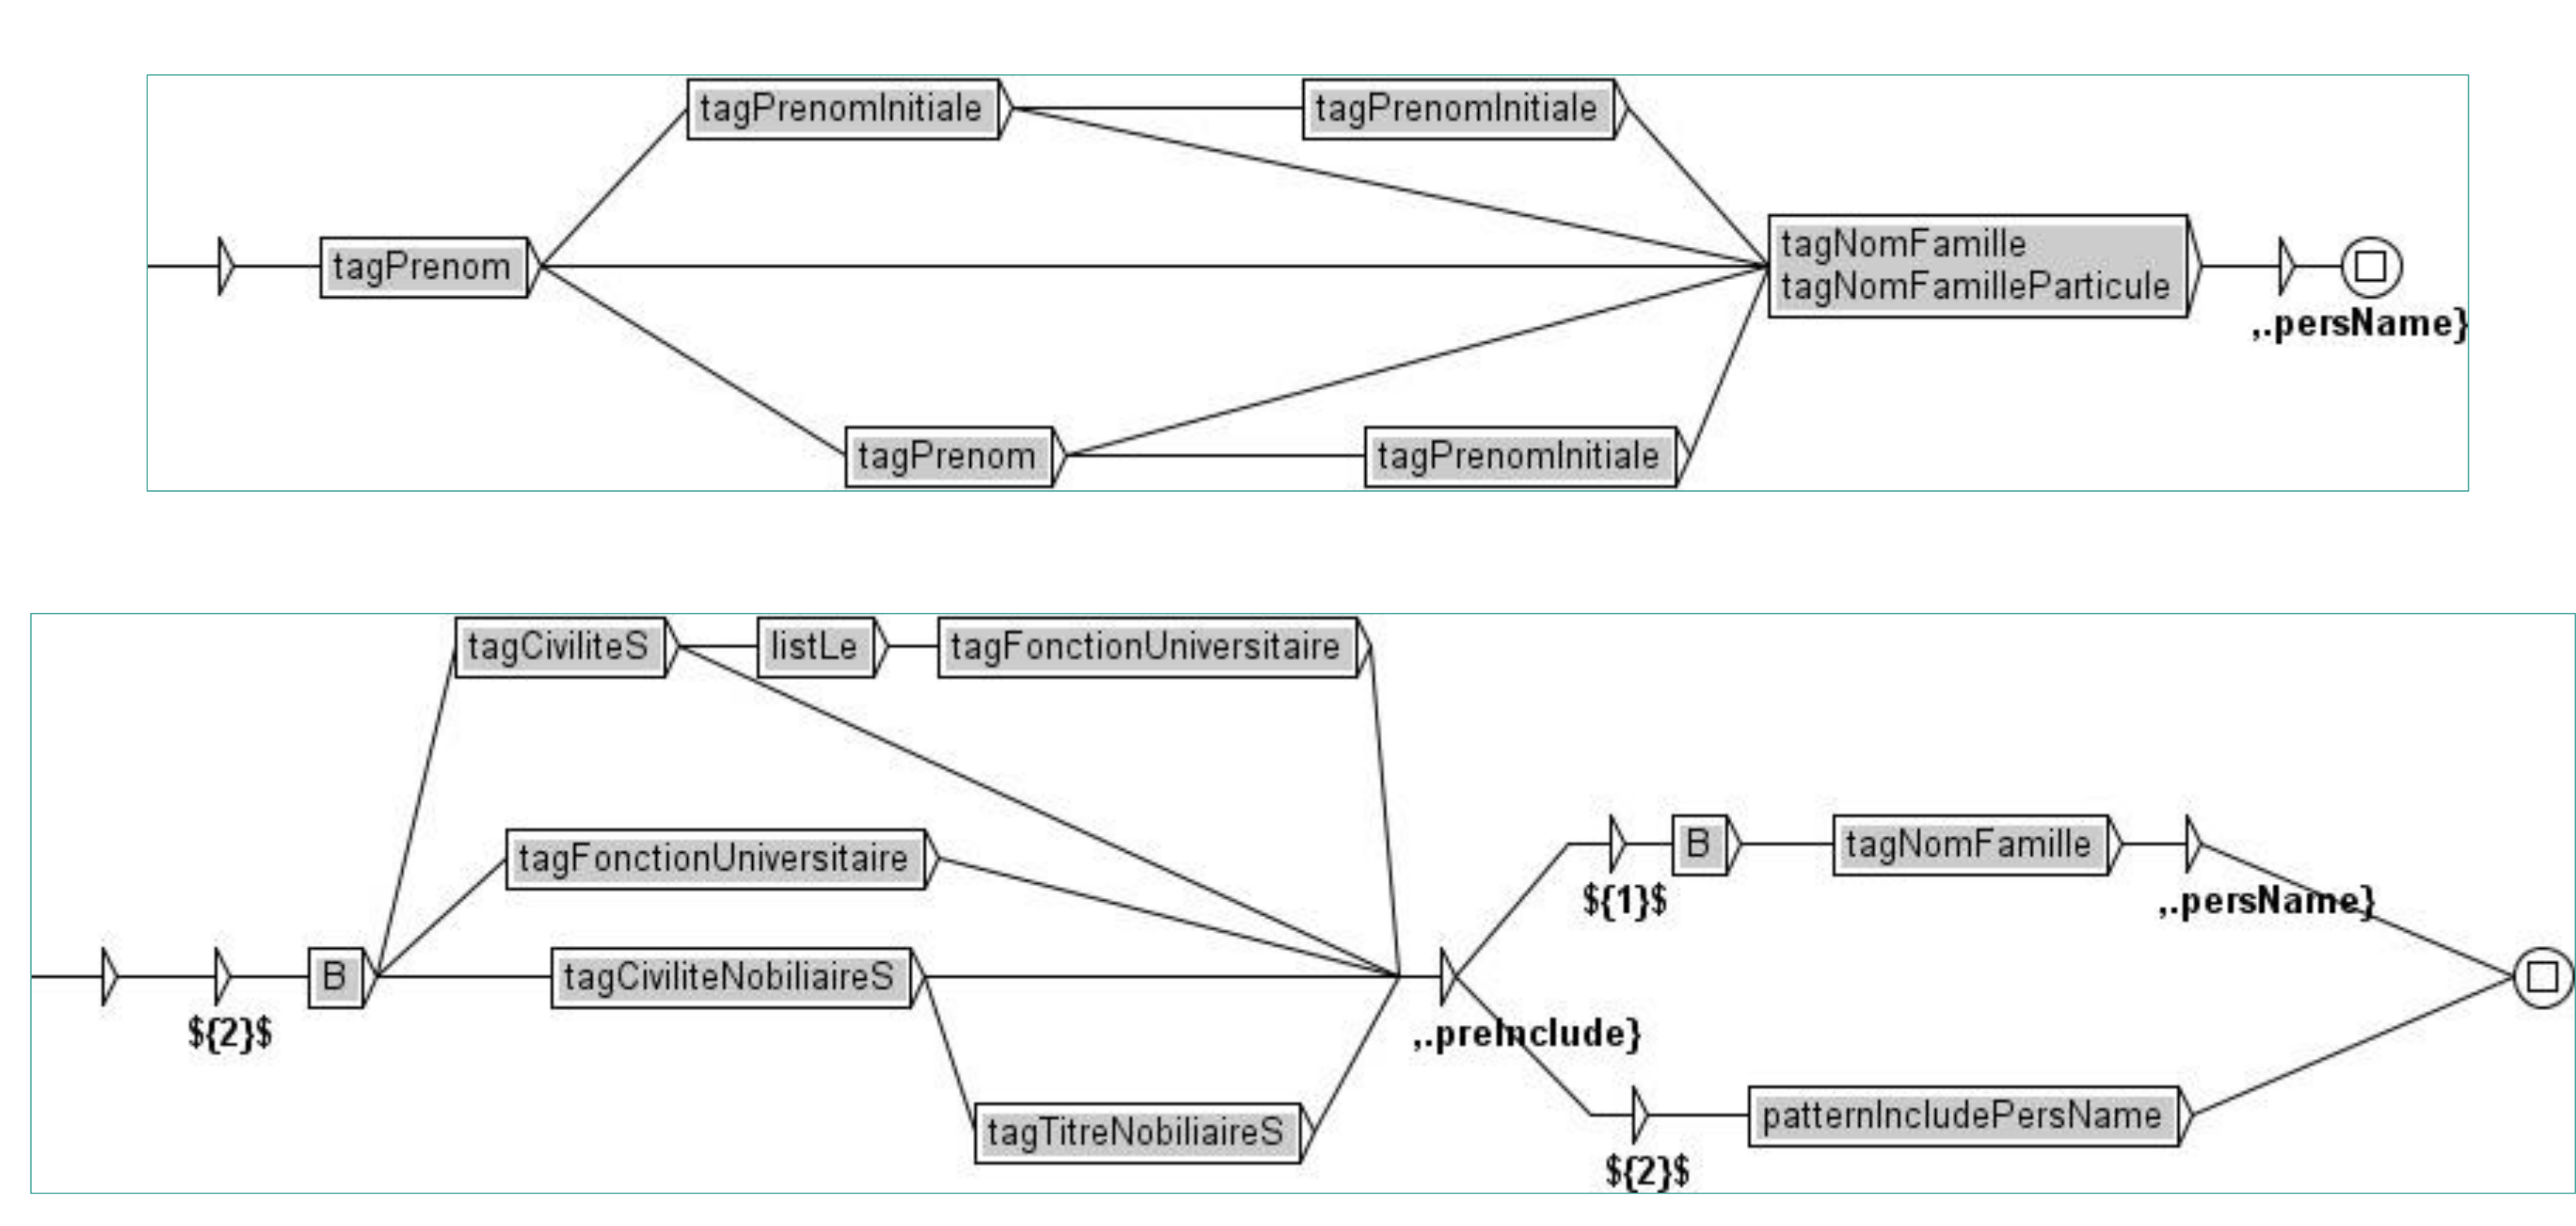 tagPrenomInitiale
tagPrenomInitiale
tagPrenom
tagNomFamille
tagNomFamilleParticule
,.persName}
tagPrenom
tagPrenomInitiale
tagCiviliteS
listLe
tagFonctionUniversitaire
tagFonctionUniversitaire
B
tagNomFamille
${1}$
,.persName}
B
tagCiviliteNobiliaireS
${2}$
,.preInclude}
tagTitreNobiliaireS
patternIncludePersName
${2}$